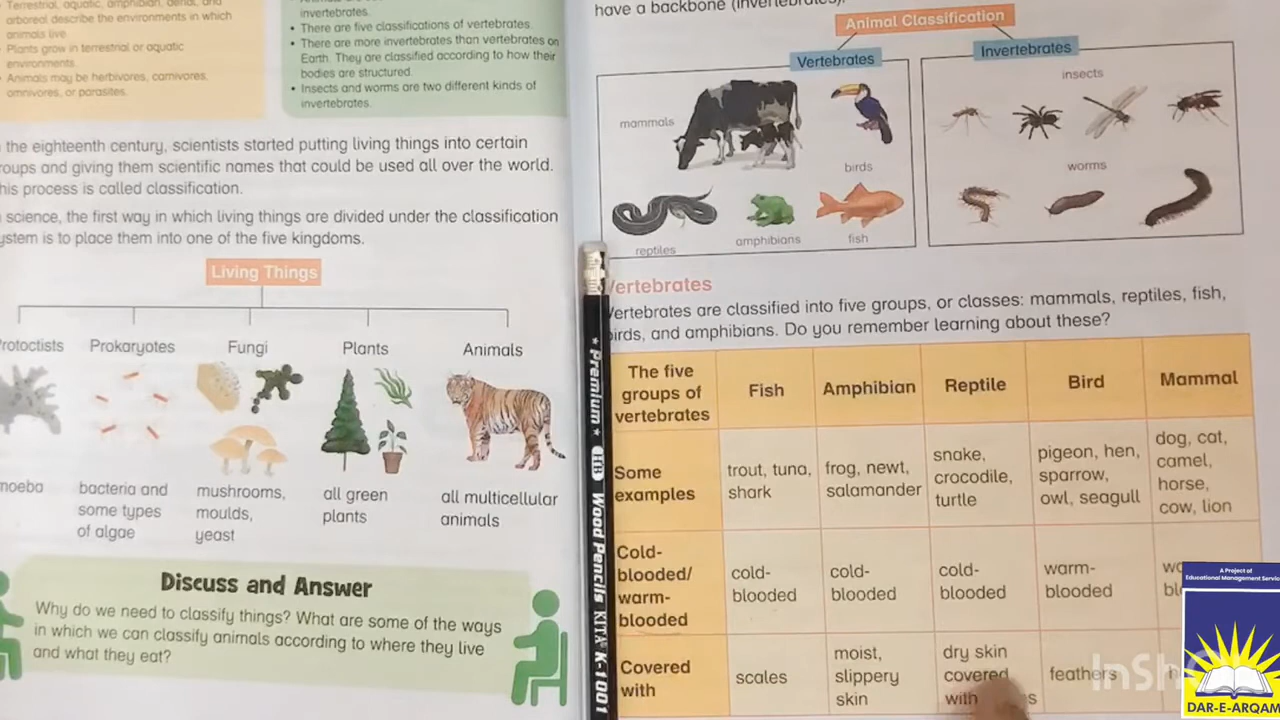 Terrestrial, aquatic, amphibian, aerial, and
arboreal describe the environments in which
animals live.
Plants grow in terrestrial or aquatic
environments.
Animals may be herbivores, carnivores,
omnivores, or parasites.
invertebrates.
• There are five classifications of vertebrates.
• There are more invertebrates than vertebrates on
Earth. They are classified according to how their
bodies are structured.
• Insects and worms are two different kinds of
invertebrates.
the eighteenth century, scientists started putting living things into certain
and giving them scientific names that could be used all over the world.
process is called classification.
science, the first way in which living things are divided under the classification
is to place them into one of the five kingdoms.
Living Things
Prokaryotes
Fungi
Plants
Animals
bacteria and
some types
of algae
mushrooms,
moulds,
yeast
all green
plants
all multicellular
animals
Discuss and Answer
Why do we need to classify things? What are some of the ways
in which we can classify animals according to where they live
and what they eat?
★ Premium ★ HB Wood Pencils KITA K-1001
have a backbone (invertebrates).
Animal Classification
Vertebrates
Invertebrates
mammals
birds
reptiles
amphibians
fish
insects
worms
Vertebrates
Vertebrates are classified into five groups, or classes: mammals, reptiles, fish,
birds, and amphibians. Do you remember learning about these?
The five
groups of
vertebrates
Fish
Amphibian
Reptile
Bird
Mammal
Some
examples
trout, tuna,
shark
frog, newt,
salamander
snake,
crocodile,
turtle
pigeon, hen,
sparrow,
owl, seagull
dog, cat,
camel,
horse,
cow, lion
Cold-
blooded/
warm-
blooded
cold-
blooded
cold-
blooded
cold-
blooded
warm-
blooded
Covered
with
scales
moist,
slippery
skin
dry skin
covered
with
feathers
InSh
A Project of
Educational Management Services
DAR-E-ARQAM